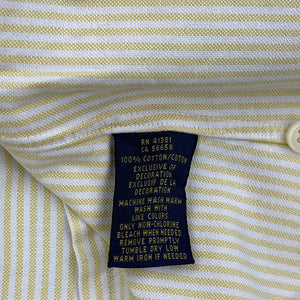 RN 41381
CA 56650
100% COTTON/COTON
EXCLUSIVE OF
DECORATION
EXCLUSIF DE LA
DECORATION
MACHINE WASH WARM
WASH WITH
LIKE COLORS
ONLY NON-CHLORINE
BLEACH WHEN NEEDED
REMOVE PROMPTLY
TUMBLE DRY LOW
WARM IRON IF NEEDED